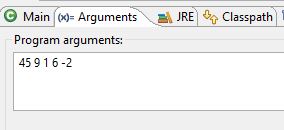 Main (x)= Arguments JRE Classpath
Program arguments:
45 9 1 6 -2